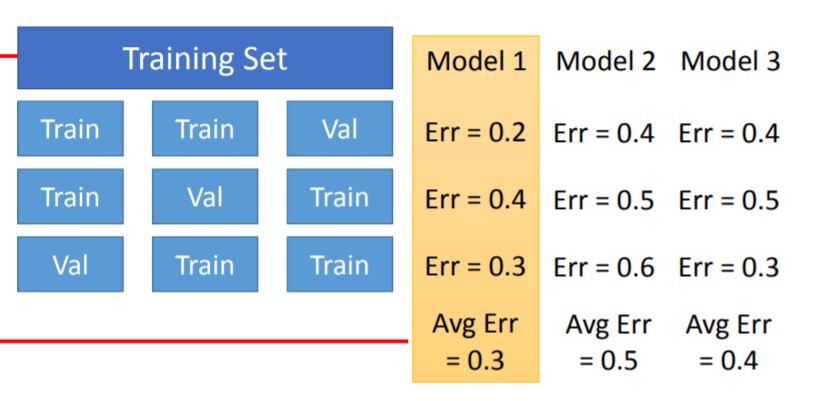 Training Set Model 1 Model 2 Model 3
Train Train Val Err = 0.2 Err = 0.4 Err = 0.4
Train Val Train Err = 0.4 Err = 0.5 Err = 0.5
Val Train Train Err = 0.3 Err = 0.6 Err = 0.3
Avg Err Avg Err Avg Err
= 0.3 = 0.5 = 0.4